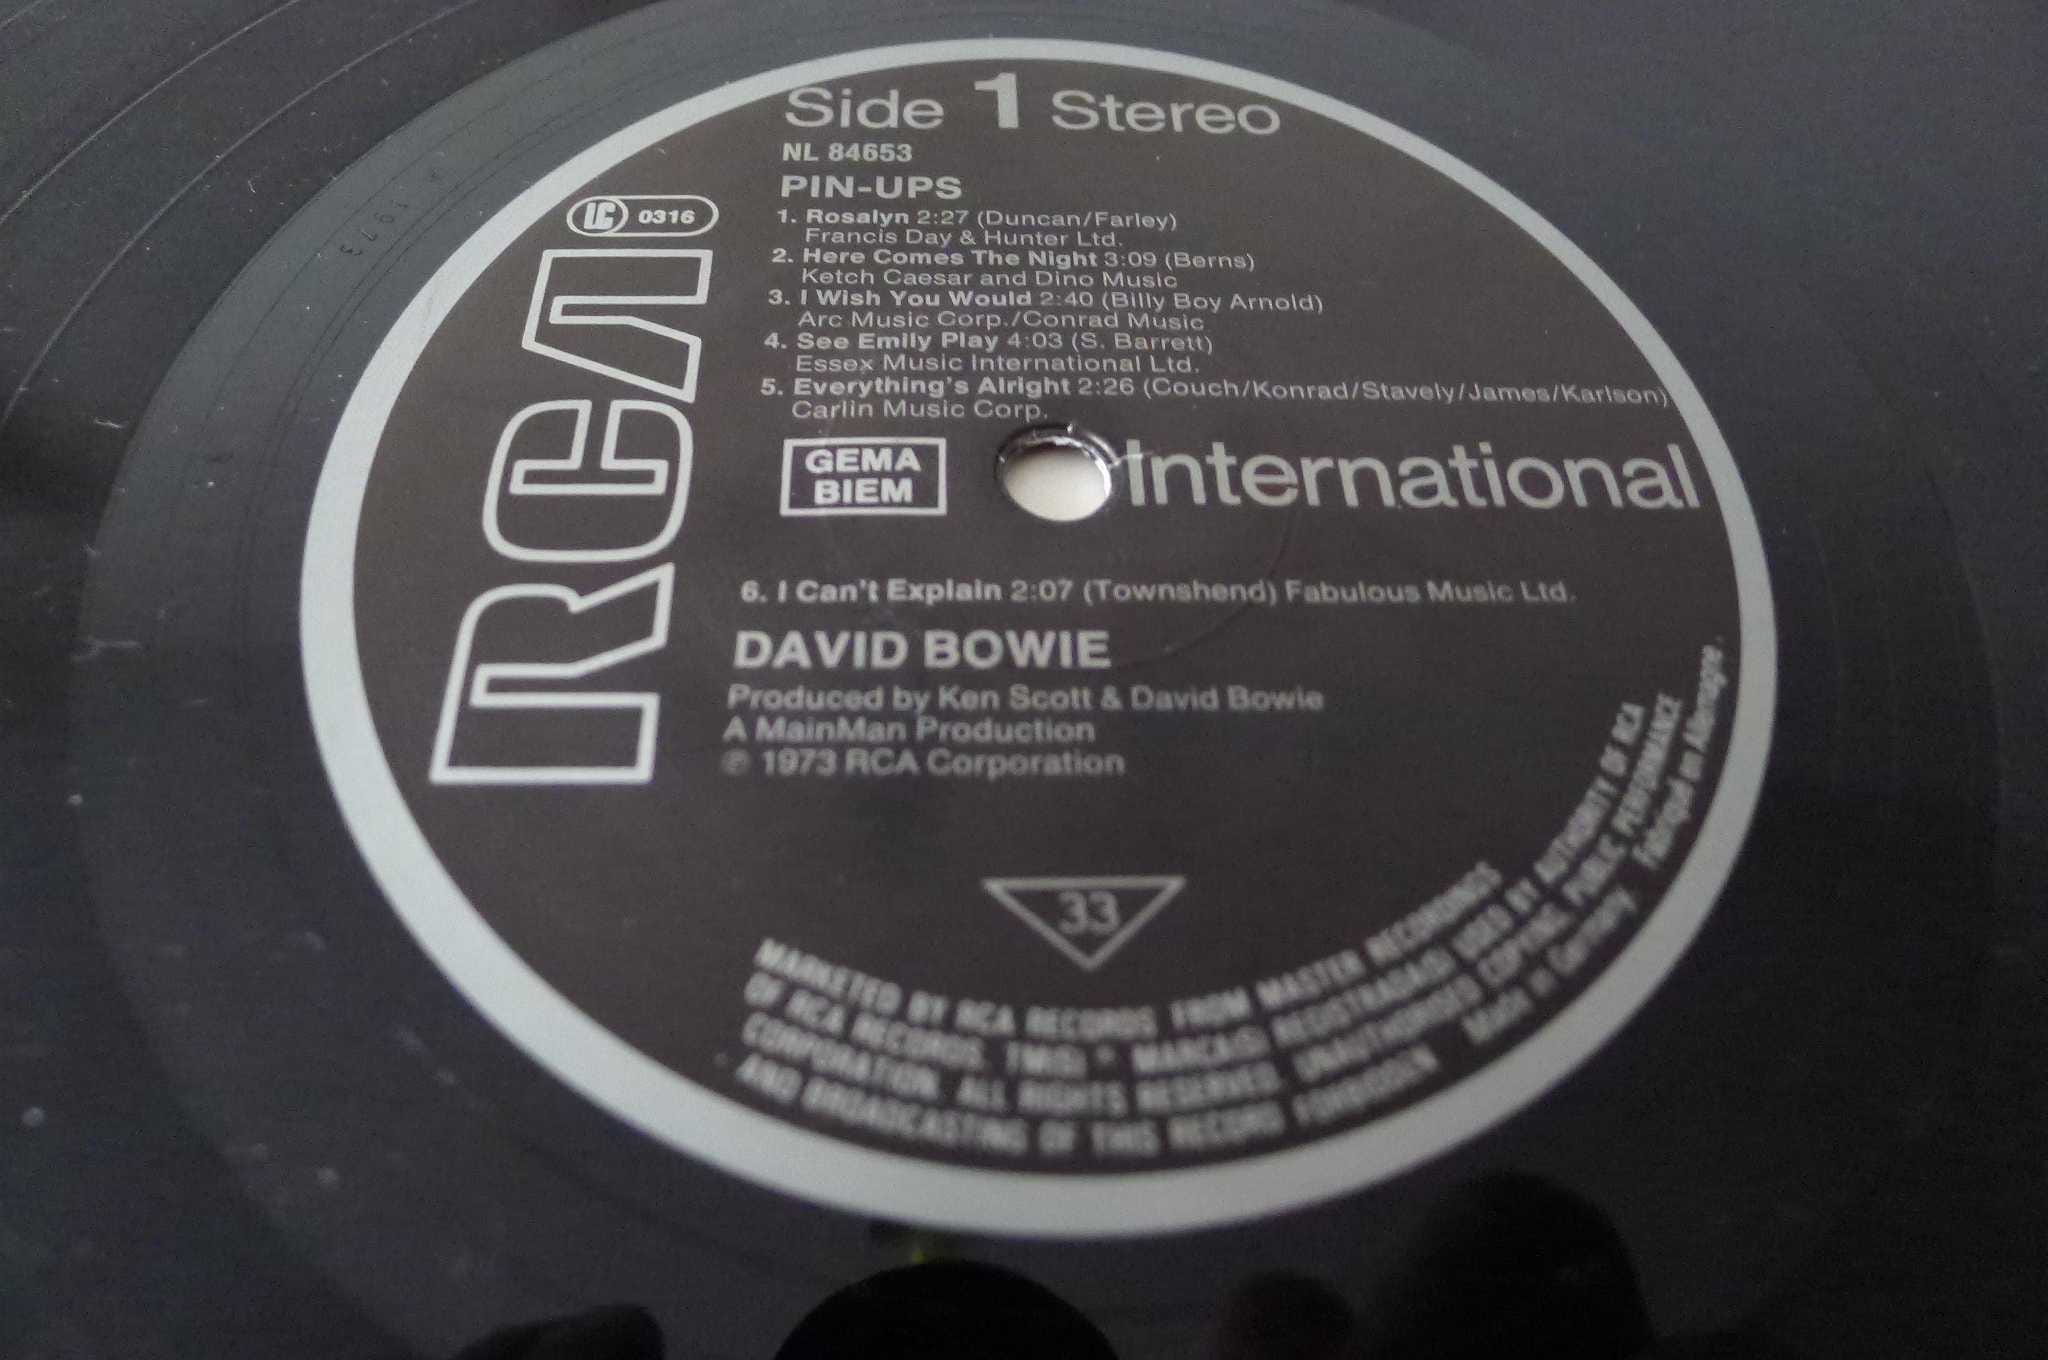 Side 1 Stereo
NL 84653
PIN-UPS
LC 0316
1. Rosalyn 2:27 (Duncan/Farley)
Francis Day & Hunter Ltd.
2. Here Comes The Night 3:09 (Berns)
Ketch Caesar and Dino Music
3. I Wish You Would 2:40 (Billy Boy Arnold)
Arc Music Corp./Conrad Music
4. See Emily Play 4:03 (S. Barrett)
Essex Music International Ltd.
5. Everything's Alright 2:26 (Couch/Konrad/Stavely/James/Karlson)
Carlin Music Corp.
RCA
GEMA
BIEM
International
6. I Can't Explain 2:07 (Townshend) Fabulous Music Ltd.
DAVID BOWIE
Produced by Ken Scott & David Bowie
A MainMan Production
℗ 1973 RCA Corporation
33
MARKETED BY RCA RECORDS FROM MASTER RECORDINGS
OF RCA RECORDS. TM(S) ® MARCA(S) REGISTRADA(S) USED BY AUTHORITY OF RCA
CORPORATION. ALL RIGHTS RESERVED. UNAUTHORISED COPYING, PUBLIC PERFORMANCE
AND BROADCASTING OF THIS RECORD FORBIDDEN Made in Germany. Fabriqué en Allemagne.